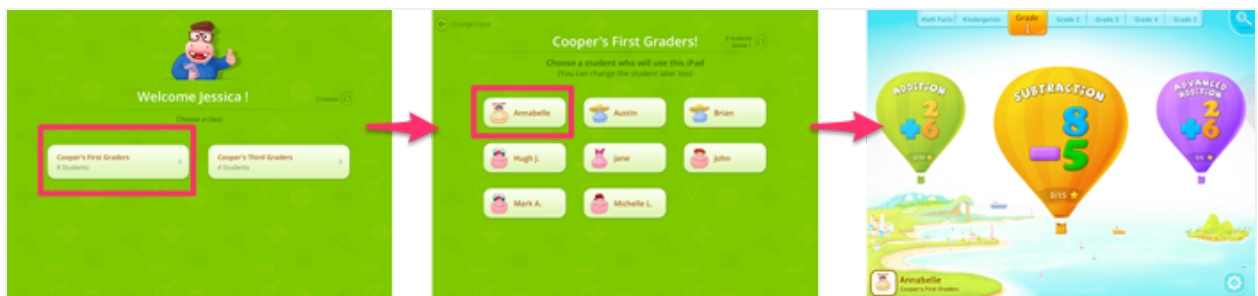 Welcome Jessica !
2 Classes
Choose a class
Cooper's First Graders
8 Students
Cooper's Third Graders
4 Students
Change Class
Cooper's First Graders!
8 Students
Grade 1
Choose a student who will use this iPad
(You can change the student later too)
Annabelle
Austin
Brian
Hugh J.
Jane
John
Mark A.
Michelle L.
Math Facts
Kindergarten
Grade
1
Grade 2
Grade 3
Grade 4
Grade 5
ADDITION
2
+6
SUBTRACTION
8
-5
0/15
ADVANCED
ADDITION
2
+6
Annabelle
Cooper's First Graders